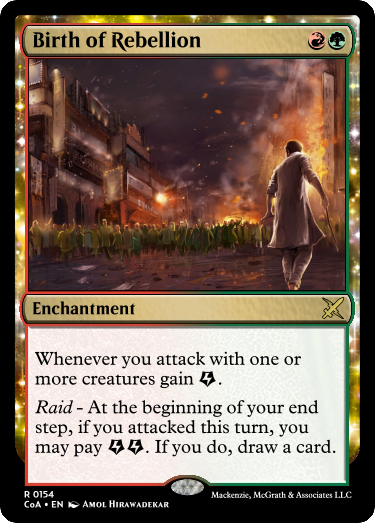 Birth of Rebellion
Enchantment
Whenever you attack with one or
more creatures gain .
Raid - At the beginning of your end
step, if you attacked this turn, you
may pay . If you do, draw a card.
R 0154
CoA • EN Amol Hirawadekar
Mackenzie, McGrath & Associates LLC